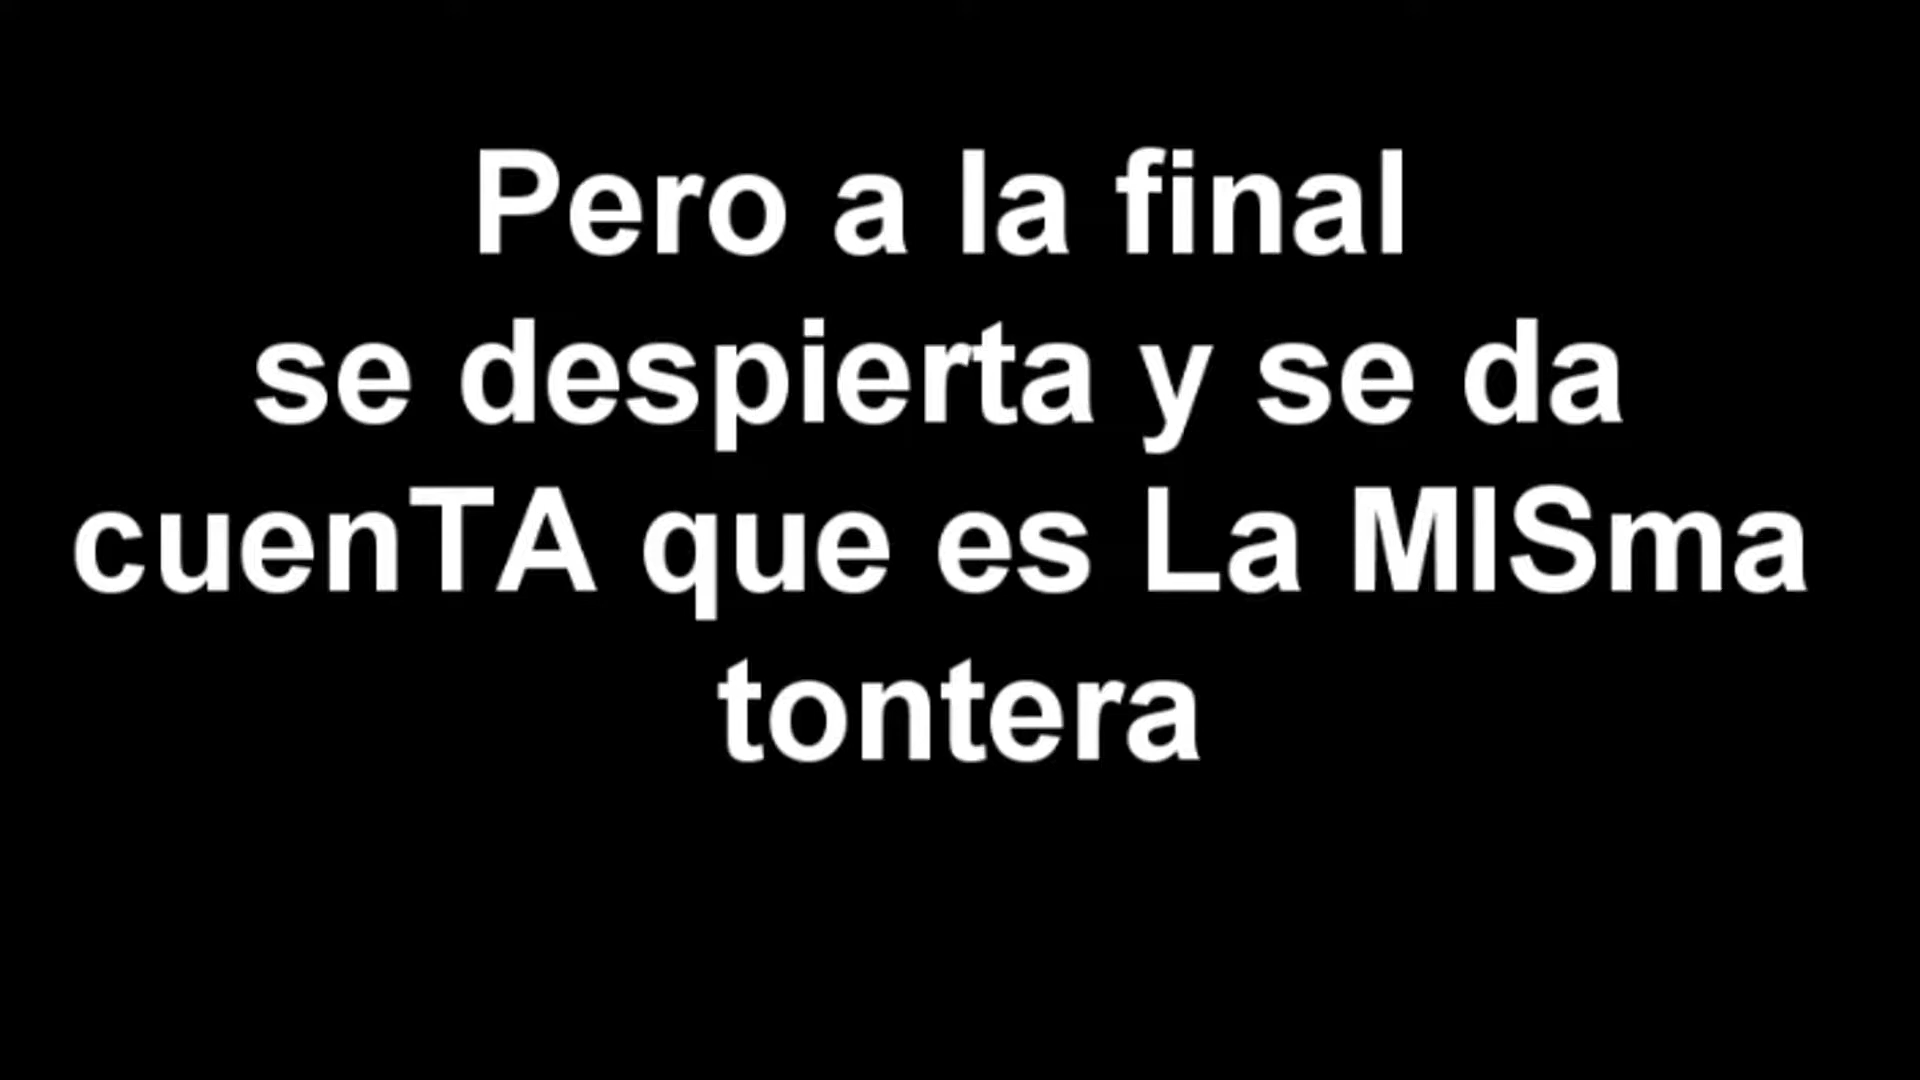 Pero a la final
se despierta y se da
cuenTA que es La MISma
tontera